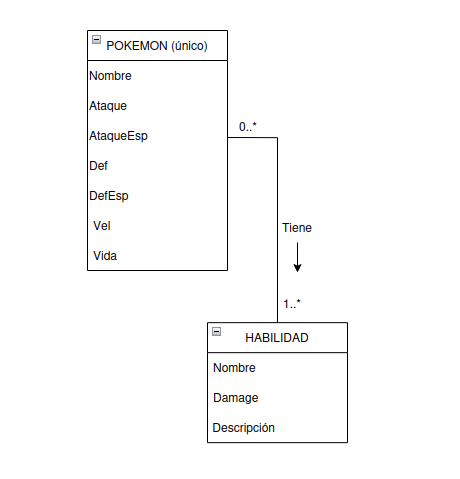 POKEMON (único)
Nombre
Ataque
AtaqueEsp
Def
DefEsp
Vel
Vida
0..*
Tiene
1..*
HABILIDAD
Nombre
Damage
Descripción